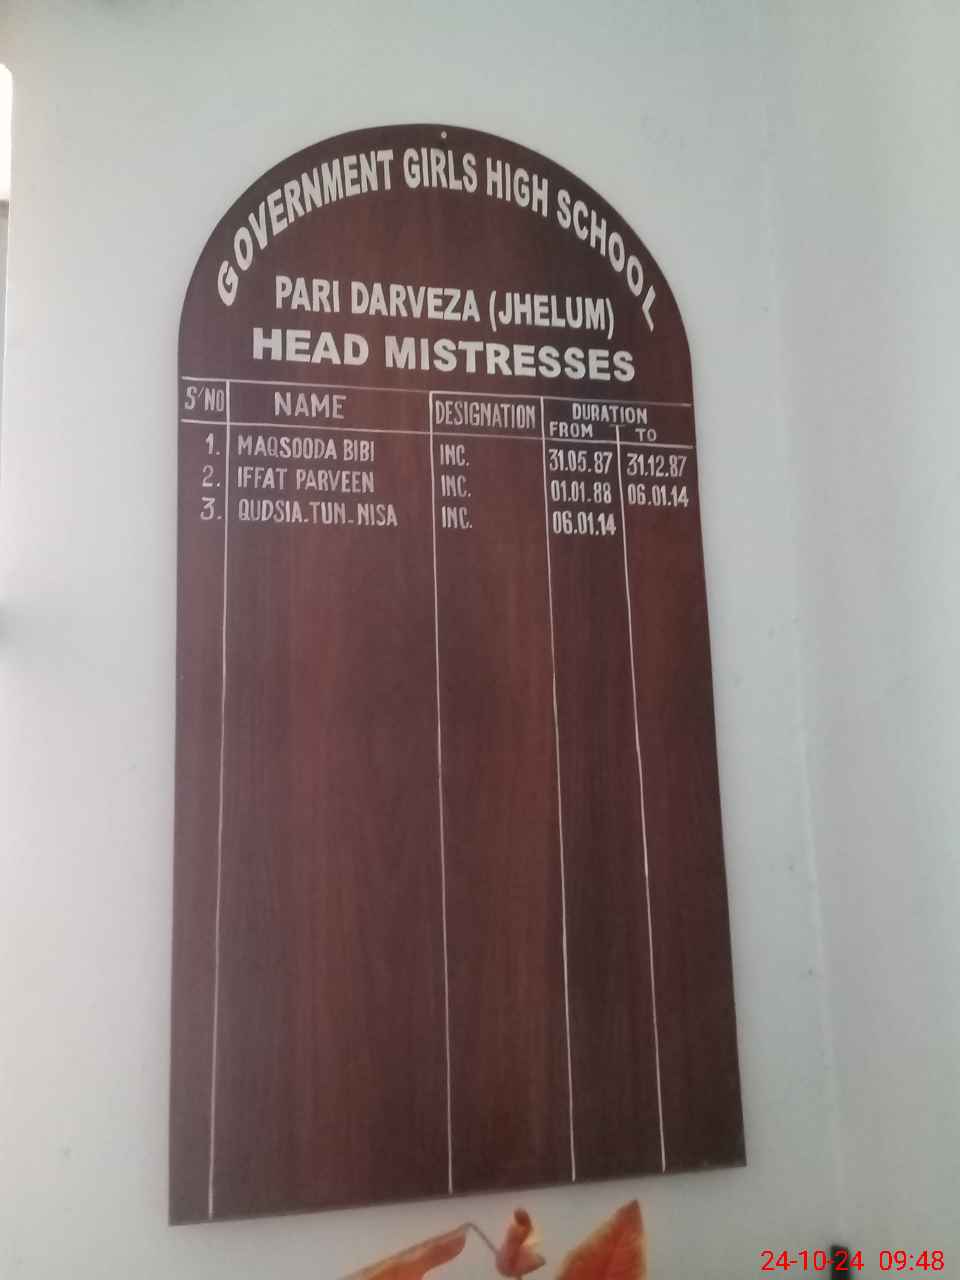 GOVERNMENT GIRLS HIGH SCHOOL
PARI DARVEZA (JHELUM)
HEAD MISTRESSES
S'NO NAME DESIGNATION DURATION
FROM TO
1. MAQSOODA BIBI INC. 31.05.87 31.12.87
2. IFFAT PARVEEN INC. 01.01.88 06.01.14
3. QUDSIA-TUN-NISA INC. 06.01.14
24-10-24 09:48